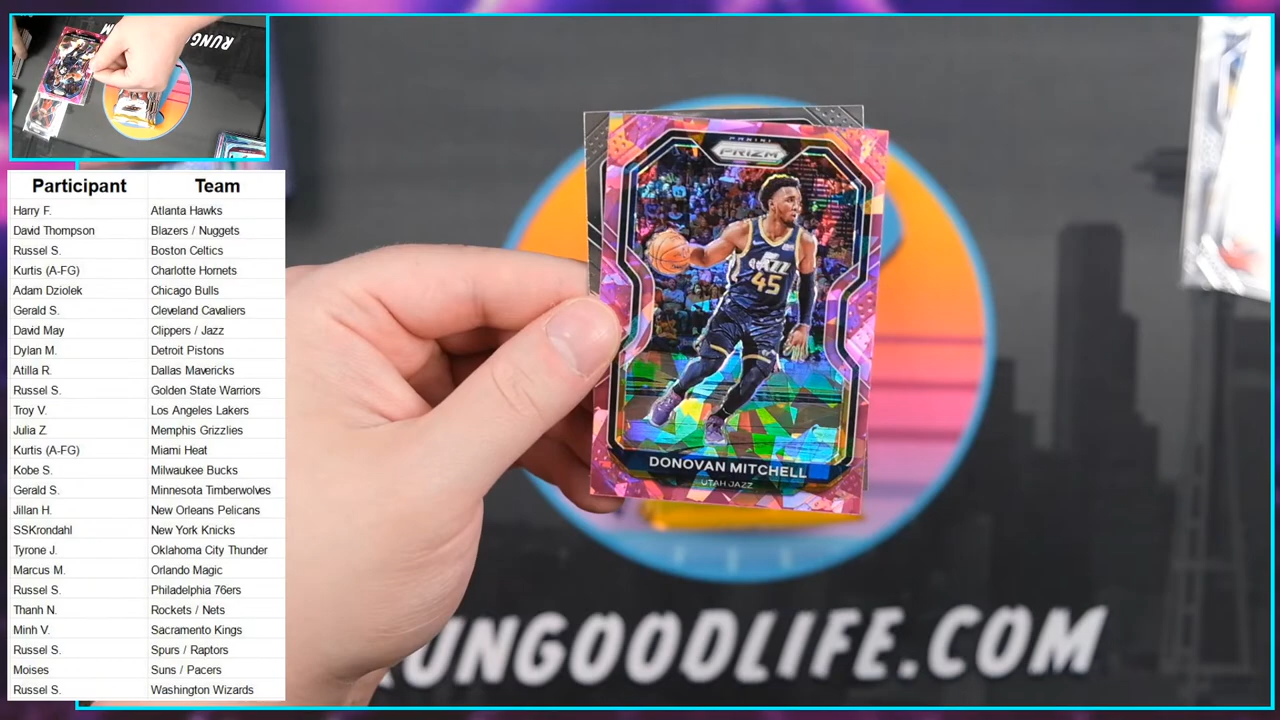 RUNGOOD
Participant Team
Harry F. Atlanta Hawks
David Thompson Blazers / Nuggets
Russel S. Boston Celtics
Kurtis (A-FG) Charlotte Hornets
Adam Dziolek Chicago Bulls
Gerald S. Cleveland Cavaliers
David May Clippers / Jazz
Dylan M. Detroit Pistons
Atilla R. Dallas Mavericks
Russel S. Golden State Warriors
Troy V. Los Angeles Lakers
Julia Z. Memphis Grizzlies
Kurtis (A-FG) Miami Heat
Kobe S. Milwaukee Bucks
Gerald S. Minnesota Timberwolves
Jillan H. New Orleans Pelicans
SSKrondahl New York Knicks
Tyrone J. Oklahoma City Thunder
Marcus M. Orlando Magic
Russel S. Philadelphia 76ers
Thanh N. Rockets / Nets
Minh V. Sacramento Kings
Russel S. Spurs / Raptors
Moises Suns / Pacers
Russel S. Washington Wizards
PANINI
PRIZM
JAZZ
45
DONOVAN MITCHELL
UTAH JAZZ
RUNGOODLIFE.COM